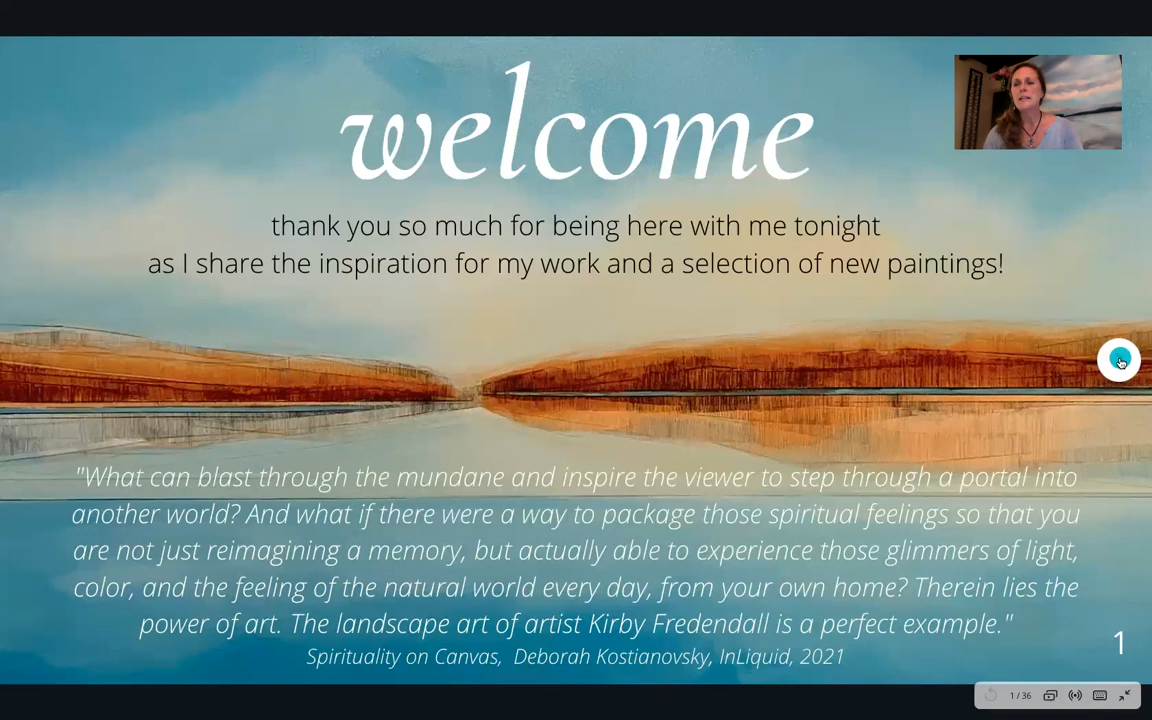 welcome
thank you so much for being here with me tonight
as I share the inspiration for my work and a selection of new paintings!
"What can blast through the mundane and inspire the viewer to step through a portal into
another world? And what if there were a way to package those spiritual feelings so that you
are not just reimagining a memory, but actually able to experience those glimmers of light,
color, and the feeling of the natural world every day, from your own home? Therein lies the
power of art. The landscape art of artist Kirby Fredendall is a perfect example."
Spirituality on Canvas, Deborah Kostianovsky, InLiquid, 2021
1
1 / 36